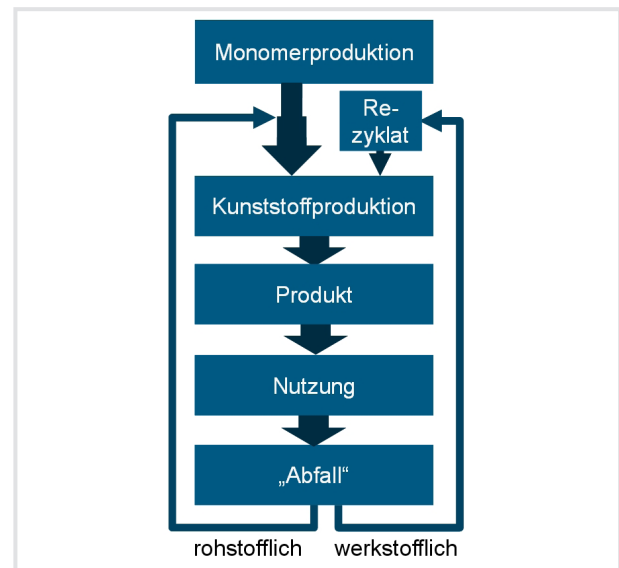 Monomerproduktion
Re-
zyklat
Kunststoffproduktion
Produkt
Nutzung
„Abfall“
rohstofflich
werkstofflich